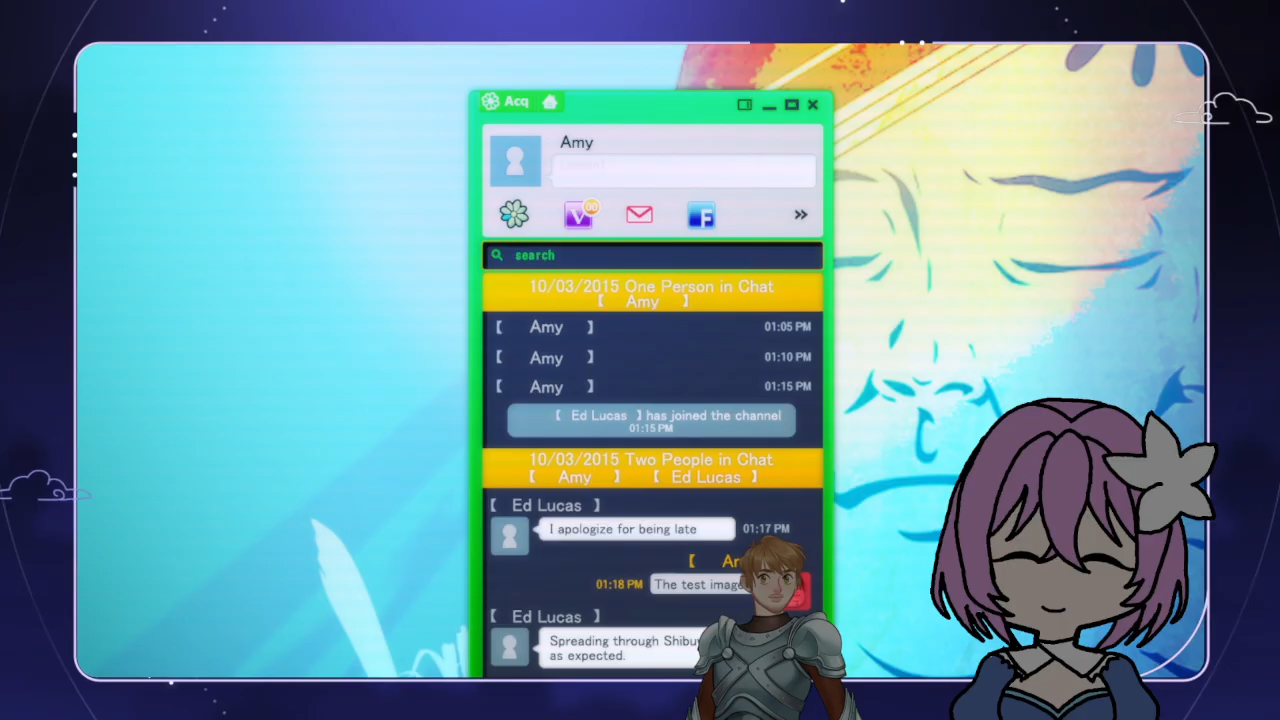 Acq
Amy
V 00
F
search
10/03/2015 One Person in Chat
【 Amy 】
【 Amy 】 01:05 PM
【 Amy 】 01:10 PM
【 Amy 】 01:15 PM
【 Ed Lucas 】has joined the channel
01:15 PM
10/03/2015 Two People in Chat
【 Amy 】 【 Ed Lucas 】
【 Ed Lucas 】
I apologize for being late 01:17 PM
【
01:18 PM The test
【 Ed Lucas 】
Spreading through
as expected.